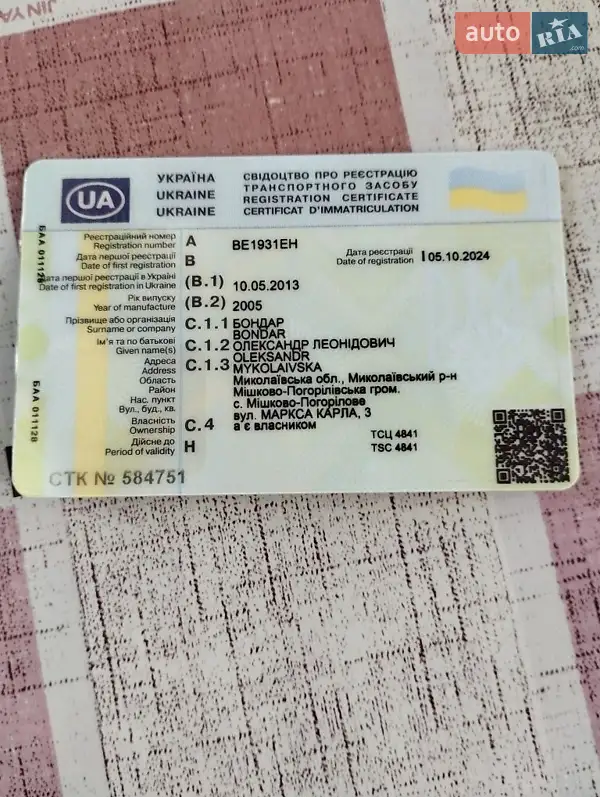 JINYA
auto RIA .com
УКРАЇНА
UKRAINE
UKRAINE
СВІДОЦТВО ПРО РЕЄСТРАЦІЮ
ТРАНСПОРТНОГО ЗАСОБУ
REGISTRATION CERTIFICATE
CERTIFICAT D'IMMATRICULATION
UA
Реєстраційний номер
Registration number
A
BE1931EH
Дата першої реєстрації
Date of first registration
B
Дата реєстрації
Date of registration
I 05.10.2024
Дата першої реєстрації в Україні
Date of first registration in Ukraine
(B.1)
10.05.2013
Рік випуску
Year of manufacture
(B.2)
2005
Прізвище або організація
Surname or company
C.1.1
БОНДАР
BONDAR
Ім'я та по батькові
Given name(s)
C.1.2
ОЛЕКСАНДР ЛЕОНІДОВИЧ
OLEKSANDR
Адреса
Address
Область
Район
Нас. пункт
Вул., буд., кв.
C.1.3
MYKOLAIVSKA
Миколаївська обл., Миколаївський р-н
Мішково-Погорілівська гром.
с. Мішково-Погорілове
вул. МАРКСА КАРЛА, 3
Власність
Ownership
C.4
а є власником
Дійсне до
Period of validity
H
ТСЦ 4841
TSC 4841
СТК № 584751
БАА 011128
БАА 011128